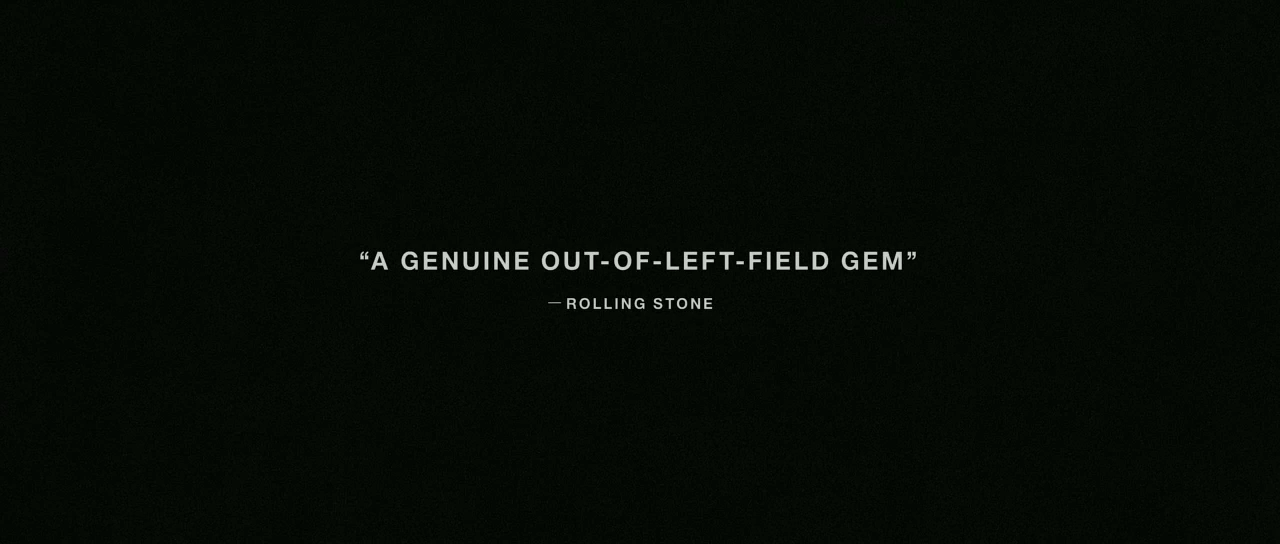 “A GENUINE OUT-OF-LEFT-FIELD GEM”
— ROLLING STONE